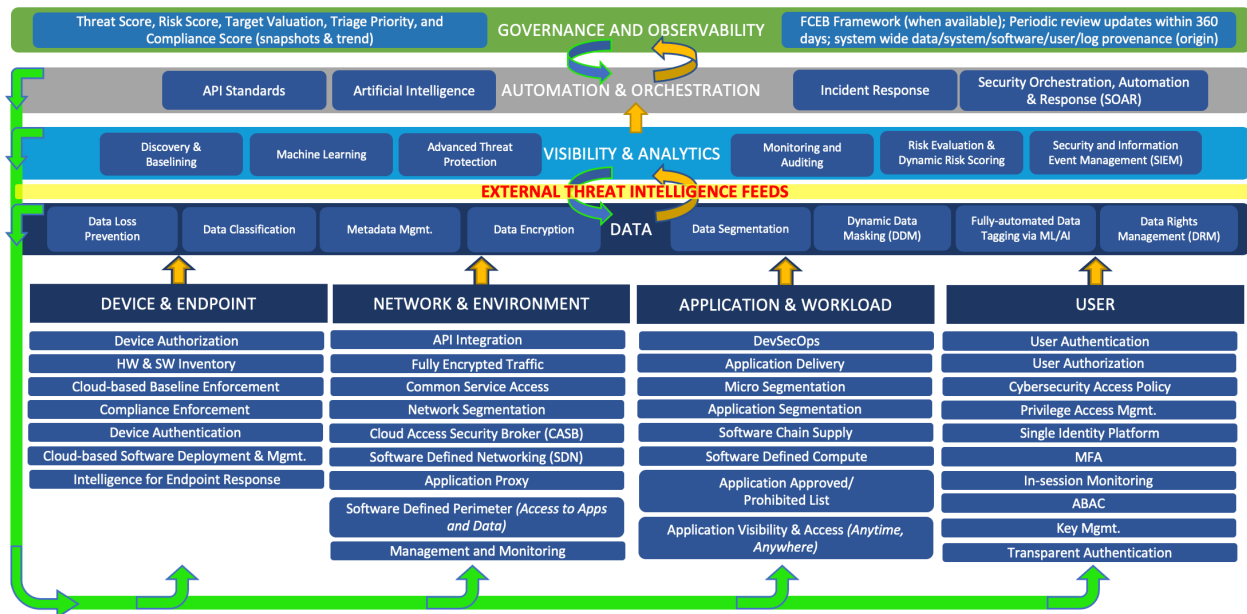 Threat Score, Risk Score, Target Valuation, Triage Priority, and
Compliance Score (snapshots & trend)
GOVERNANCE AND OBSERVABILITY
FCEB Framework (when available); Periodic review updates within 360
days; system wide data/system/software/user/log provenance (origin)
API Standards
Artificial Intelligence
AUTOMATION & ORCHESTRATION
Incident Response
Security Orchestration, Automation
& Response (SOAR)
Discovery &
Baselining
Machine Learning
Advanced Threat
Protection
VISIBILITY & ANALYTICS
Monitoring and
Auditing
Risk Evaluation &
Dynamic Risk Scoring
Security and Information
Event Management (SIEM)
EXTERNAL THREAT INTELLIGENCE FEEDS
Data Loss
Prevention
Data Classification
Metadata Mgmt.
Data Encryption
DATA
Data Segmentation
Dynamic Data
Masking (DDM)
Fully-automated Data
Tagging via ML/AI
Data Rights
Management (DRM)
DEVICE & ENDPOINT
Device Authorization
HW & SW Inventory
Cloud-based Baseline Enforcement
Compliance Enforcement
Device Authentication
Cloud-based Software Deployment & Mgmt.
Intelligence for Endpoint Response
NETWORK & ENVIRONMENT
API Integration
Fully Encrypted Traffic
Common Service Access
Network Segmentation
Cloud Access Security Broker (CASB)
Software Defined Networking (SDN)
Application Proxy
Software Defined Perimeter (Access to Apps
and Data)
Management and Monitoring
APPLICATION & WORKLOAD
DevSecOps
Application Delivery
Micro Segmentation
Application Segmentation
Software Chain Supply
Software Defined Compute
Application Approved/
Prohibited List
Application Visibility & Access (Anytime,
Anywhere)
USER
User Authentication
User Authorization
Cybersecurity Access Policy
Privilege Access Mgmt.
Single Identity Platform
MFA
In-session Monitoring
ABAC
Key Mgmt.
Transparent Authentication